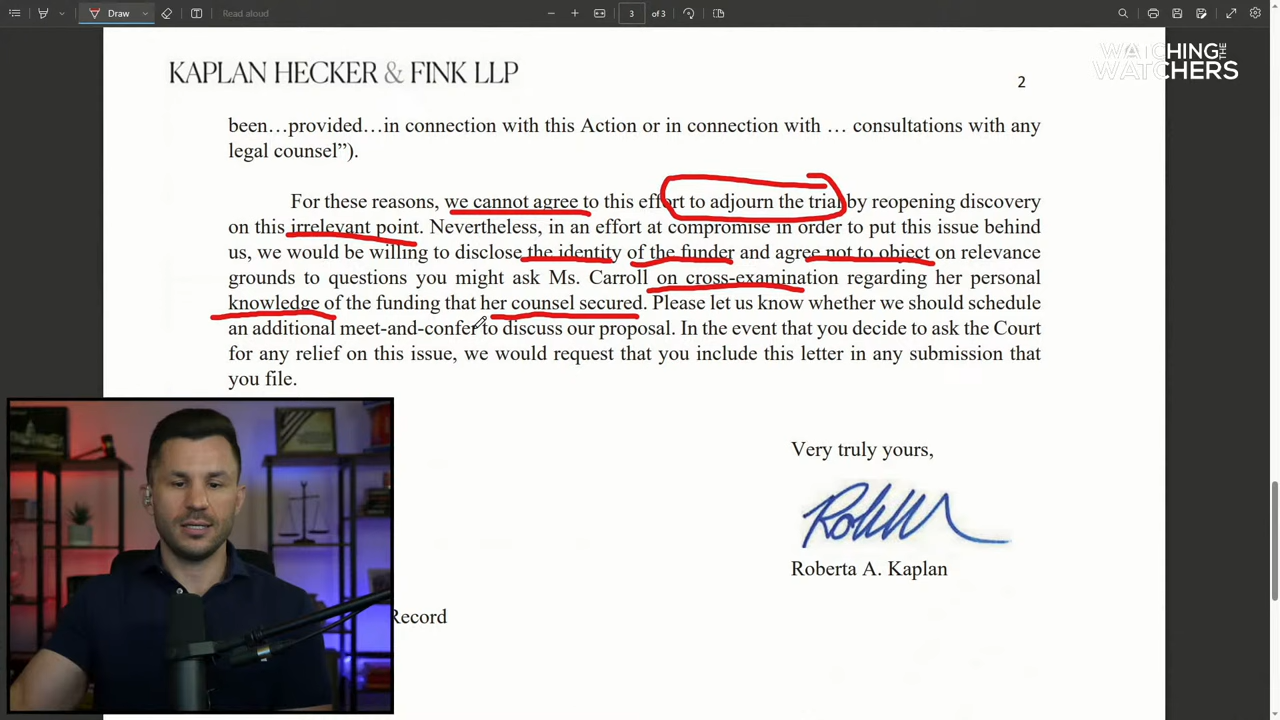 Draw
Read aloud
3 of 3
WATCHING THE
WATCHERS
KAPLAN HECKER & FINK LLP
2
been…provided…in connection with this Action or in connection with … consultations with any
legal counsel”).
For these reasons, we cannot agree to this effort to adjourn the trial by reopening discovery
on this irrelevant point. Nevertheless, in an effort at compromise in order to put this issue behind
us, we would be willing to disclose the identity of the funder and agree not to object on relevance
grounds to questions you might ask Ms. Carroll on cross-examination regarding her personal
knowledge of the funding that her counsel secured. Please let us know whether we should schedule
an additional meet-and-confer to discuss our proposal. In the event that you decide to ask the Court
for any relief on this issue, we would request that you include this letter in any submission that
you file.
Very truly yours,
Roberta A. Kaplan
Record